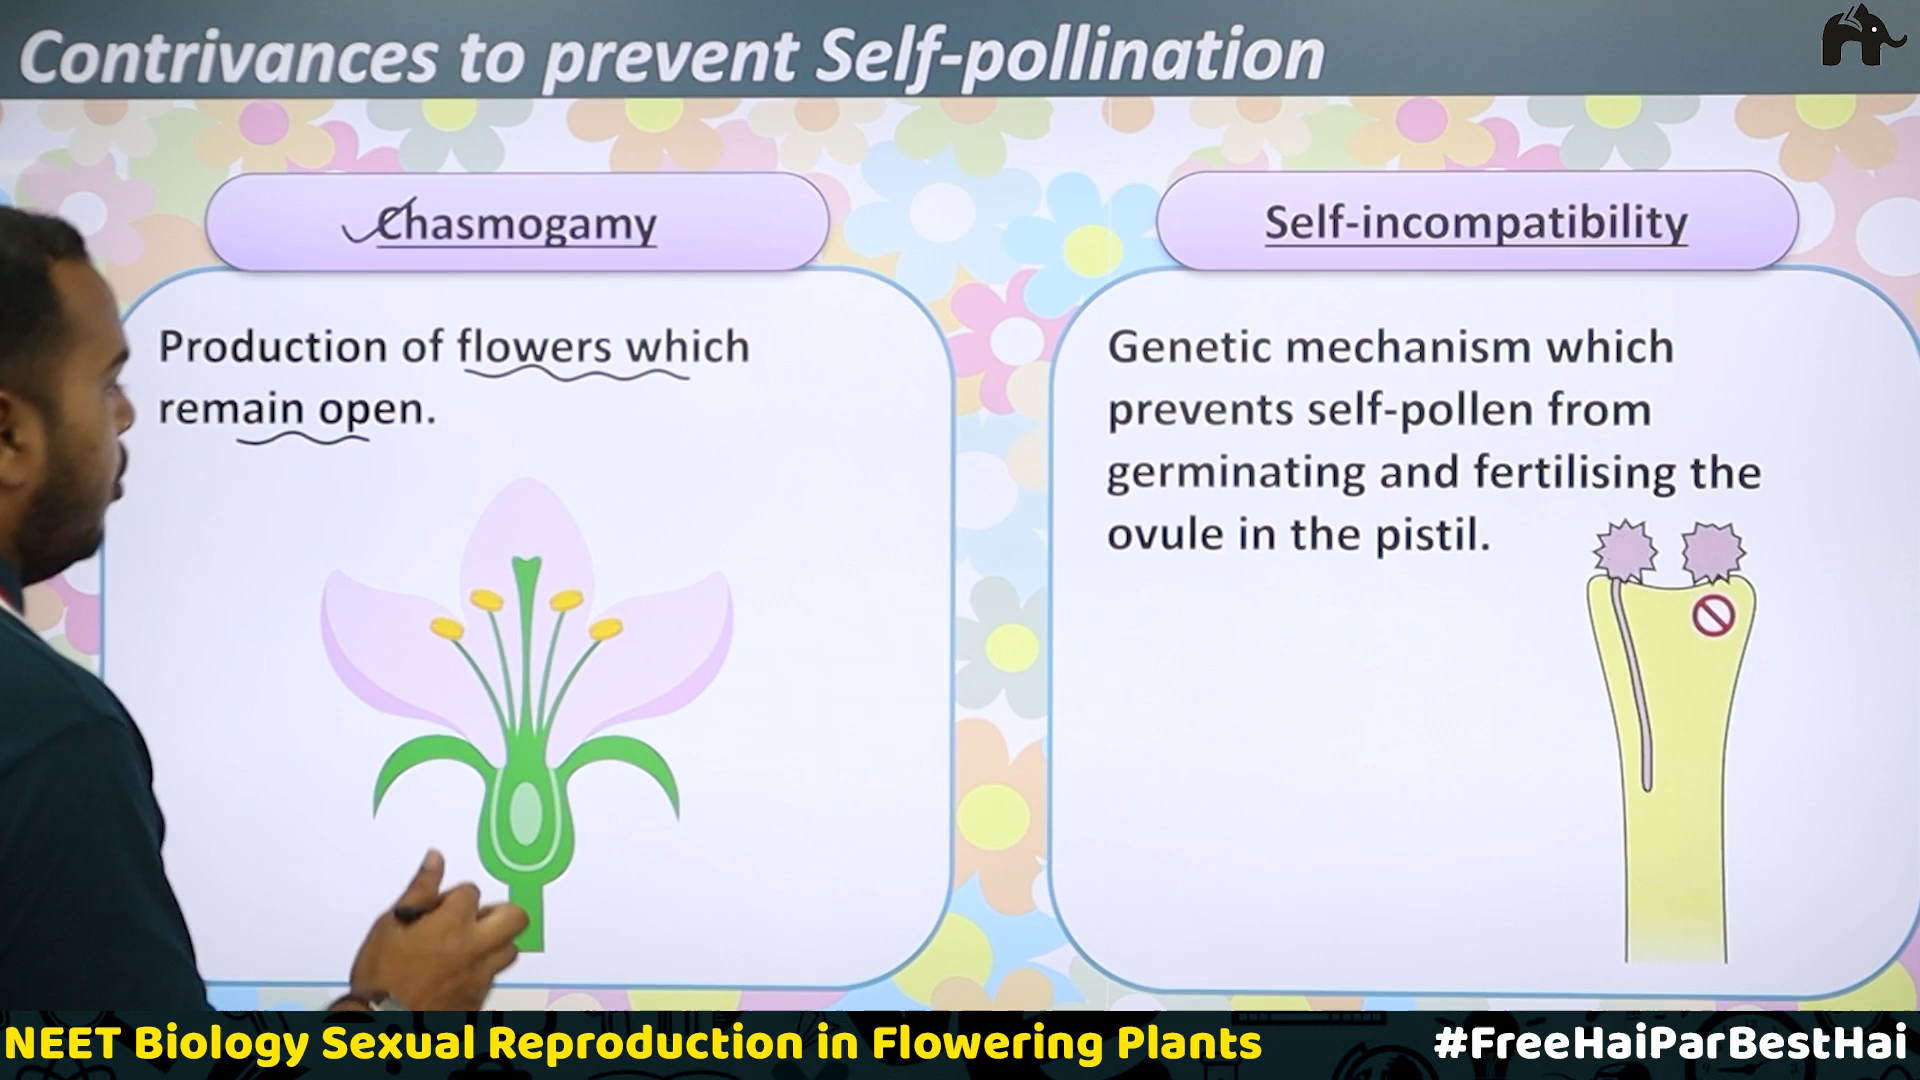 Contrivances to prevent Self-pollination
Chasmogamy
Production of flowers which
remain open.
Self-incompatibility
Genetic mechanism which
prevents self-pollen from
germinating and fertilising the
ovule in the pistil.
NEET Biology Sexual Reproduction in Flowering Plants
#FreeHaiParBestHai